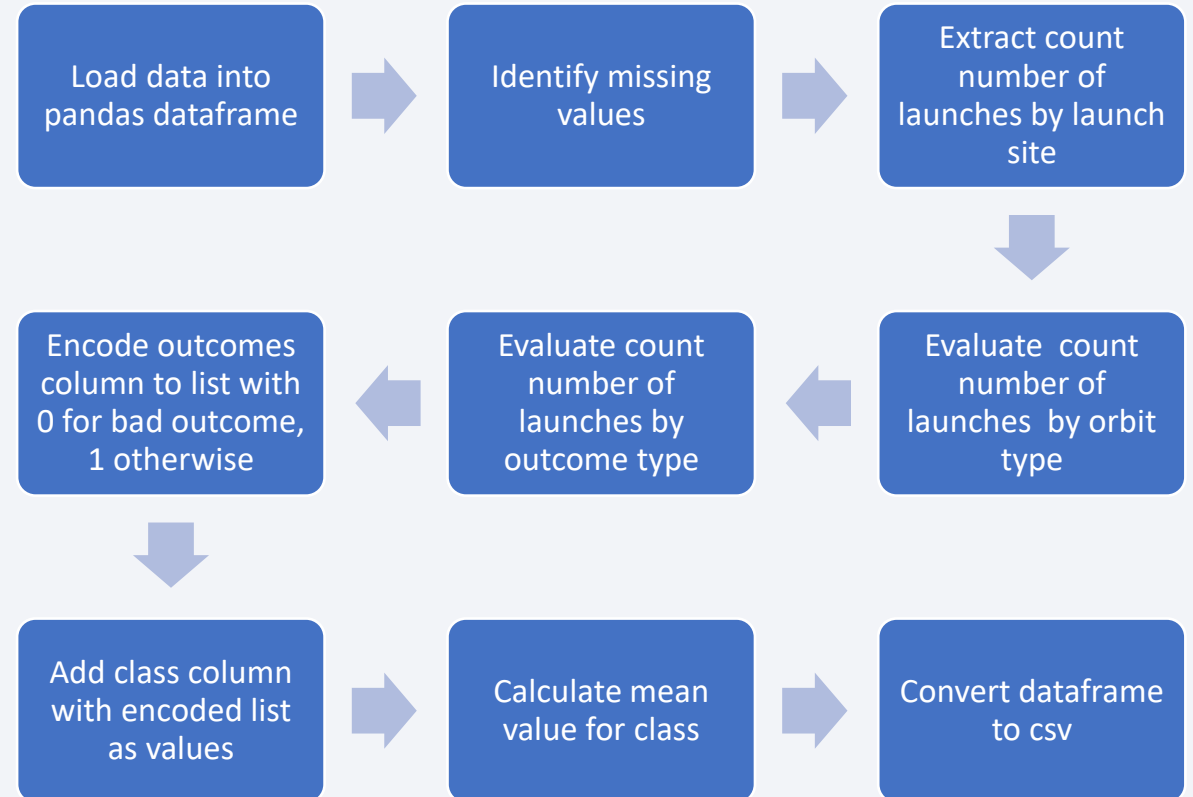 Load data into
pandas dataframe
Identify missing
values
Extract count
number of
launches by launch
site
Evaluate  count
number of
launches  by orbit
type
Evaluate count
number of
launches by
outcome type
Encode outcomes
column to list with
0 for bad outcome,
1 otherwise
Add class column
with encoded list
as values
Calculate mean
value for class
Convert dataframe
to csv